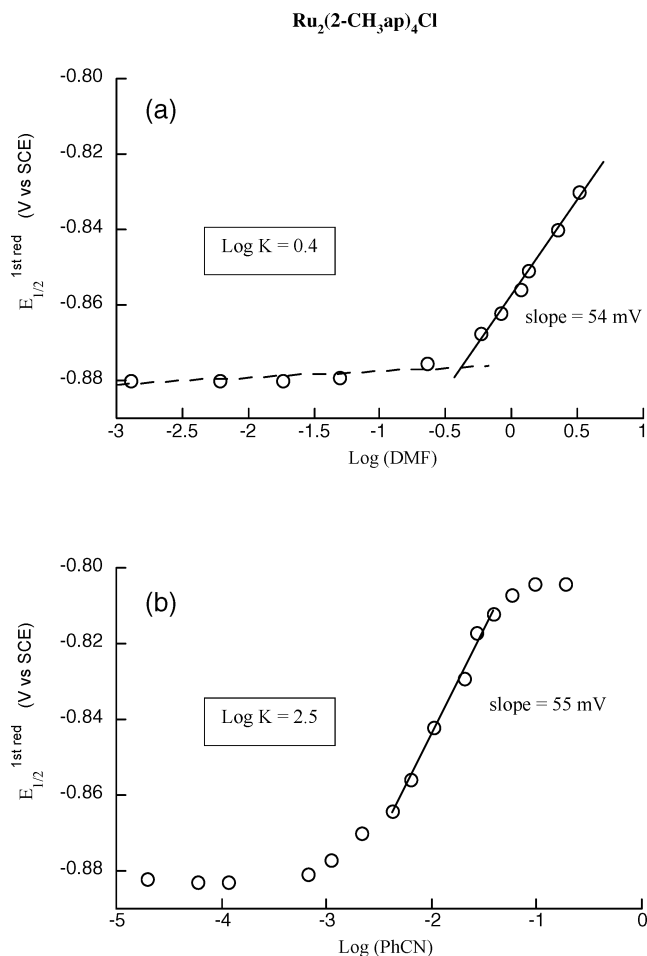 Ru₂(2-CH₃ap)₄Cl
(a)
E₁/₂ ¹ˢᵗ ʳᵉᵈ (V vs SCE)
-0.80
-0.82
-0.84
-0.86
-0.88
Log K = 0.4
slope = 54 mV
-3 -2.5 -2 -1.5 -1 -0.5 0 0.5 1
Log (DMF)
(b)
E₁/₂ ¹ˢᵗ ʳᵉᵈ (V vs SCE)
-0.80
-0.82
-0.84
-0.86
-0.88
Log K = 2.5
slope = 55 mV
-5 -4 -3 -2 -1 0
Log (PhCN)